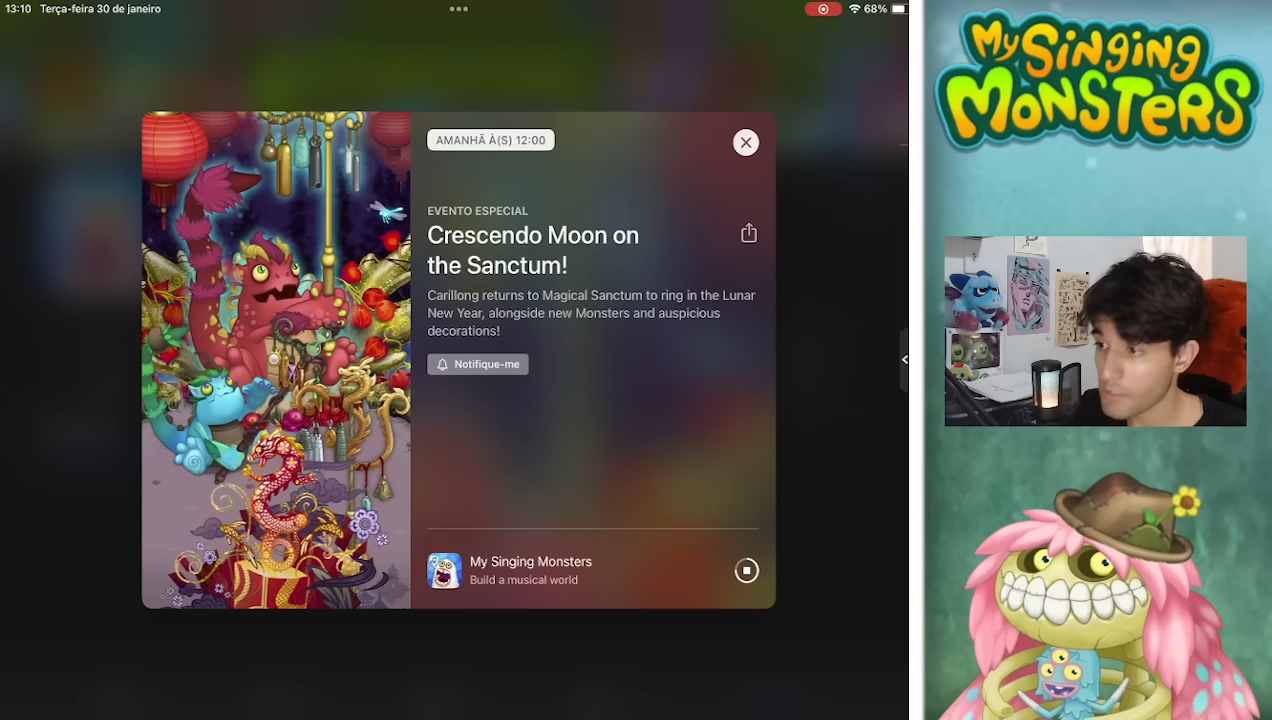 13:10 Terça-feira 30 de janeiro
68%
AMANHÃ À(S) 12:00
EVENTO ESPECIAL
Crescendo Moon on
the Sanctum!
Carillong returns to Magical Sanctum to ring in the Lunar
New Year, alongside new Monsters and auspicious
decorations!
Notifique-me
My Singing Monsters
Build a musical world
My Singing
MonsTerS